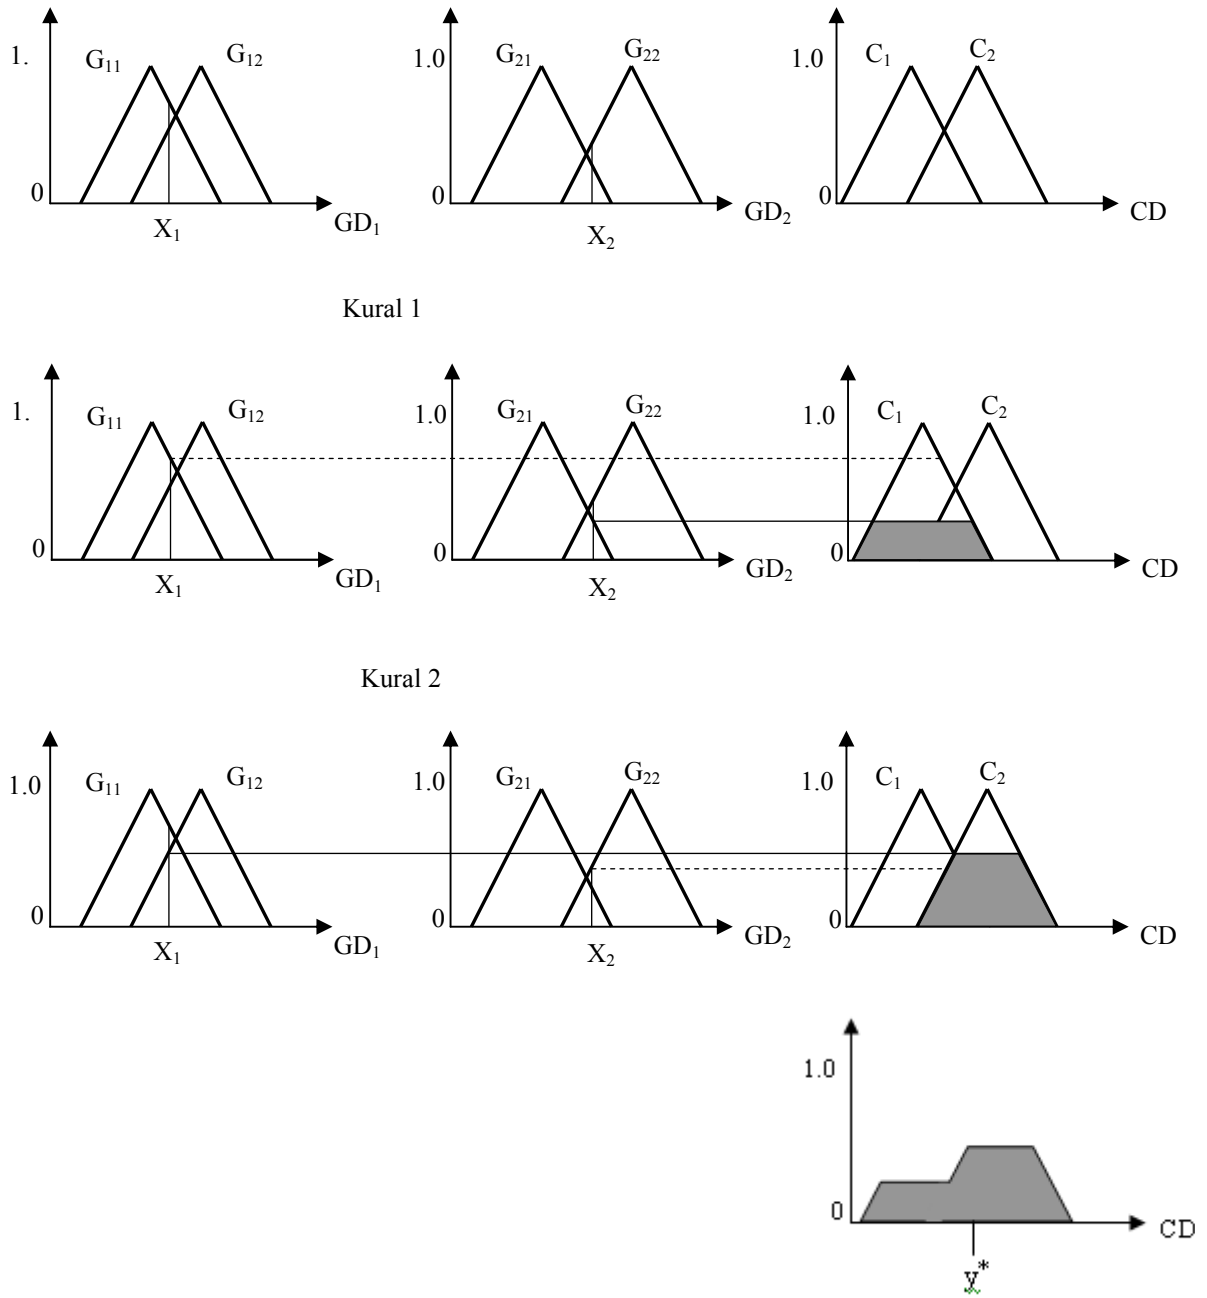 1. G₁₁ G₁₂ 1.0 G₂₁ G₂₂ 1.0 C₁ C₂
0 X₁ GD₁ 0 X₂ GD₂ 0 CD
Kural 1
1. G₁₁ G₁₂ 1.0 G₂₁ G₂₂ 1.0 C₁ C₂
0 X₁ GD₁ 0 X₂ GD₂ 0 CD
Kural 2
1.0 G₁₁ G₁₂ 1.0 G₂₁ G₂₂ 1.0 C₁ C₂
0 X₁ GD₁ 0 X₂ GD₂ 0 CD
1.0
0 CD
y*